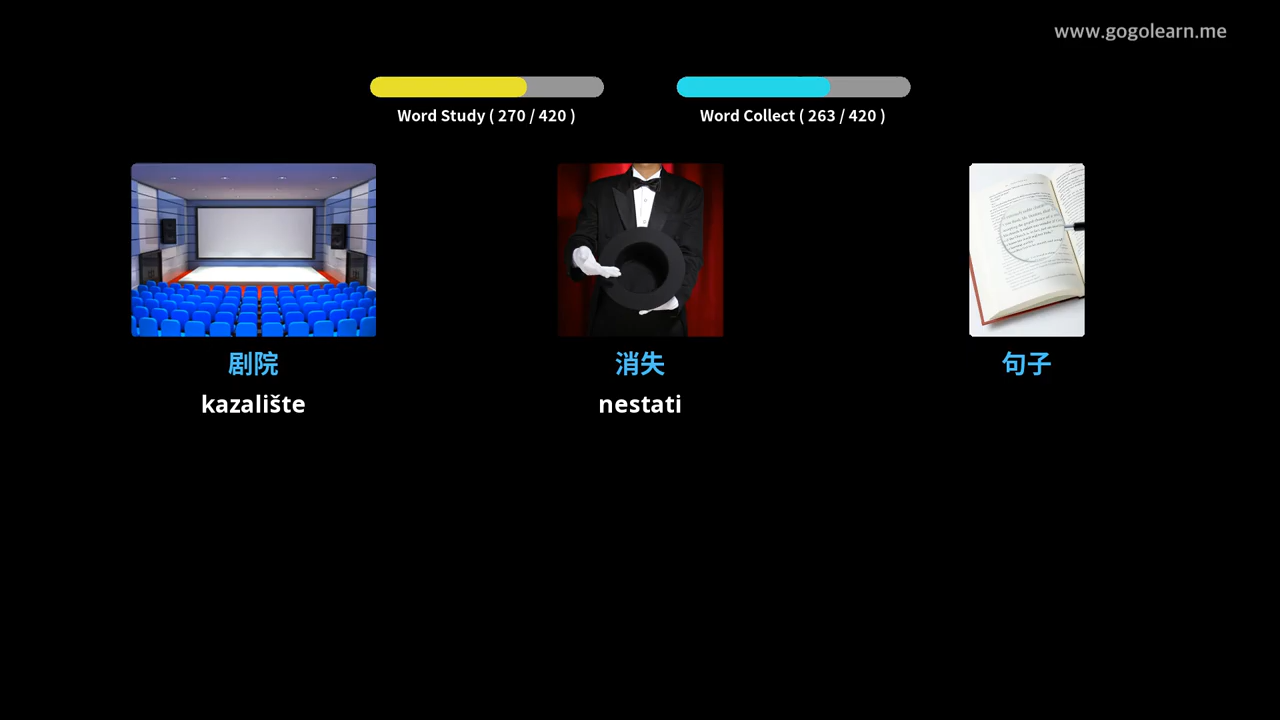 www.gogolearn.me
Word Study ( 270 / 420 )
Word Collect ( 263 / 420 )
剧院
消失
句子
kazalište
nestati